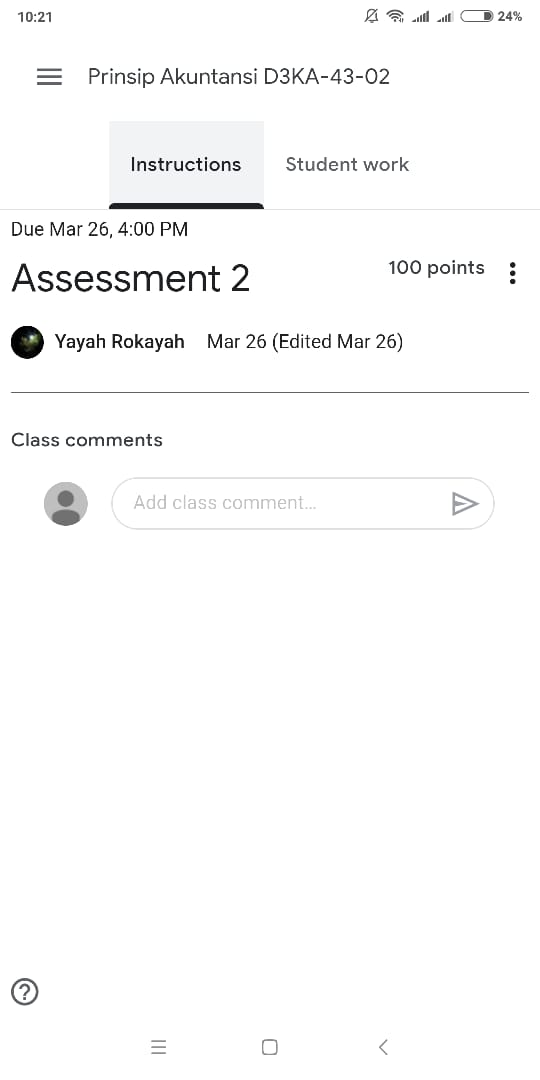 10:21 24%
Prinsip Akuntansi D3KA-43-02
Instructions Student work
Due Mar 26, 4:00 PM
Assessment 2 100 points
Yayah Rokayah Mar 26 (Edited Mar 26)
Class comments
Add class comment...